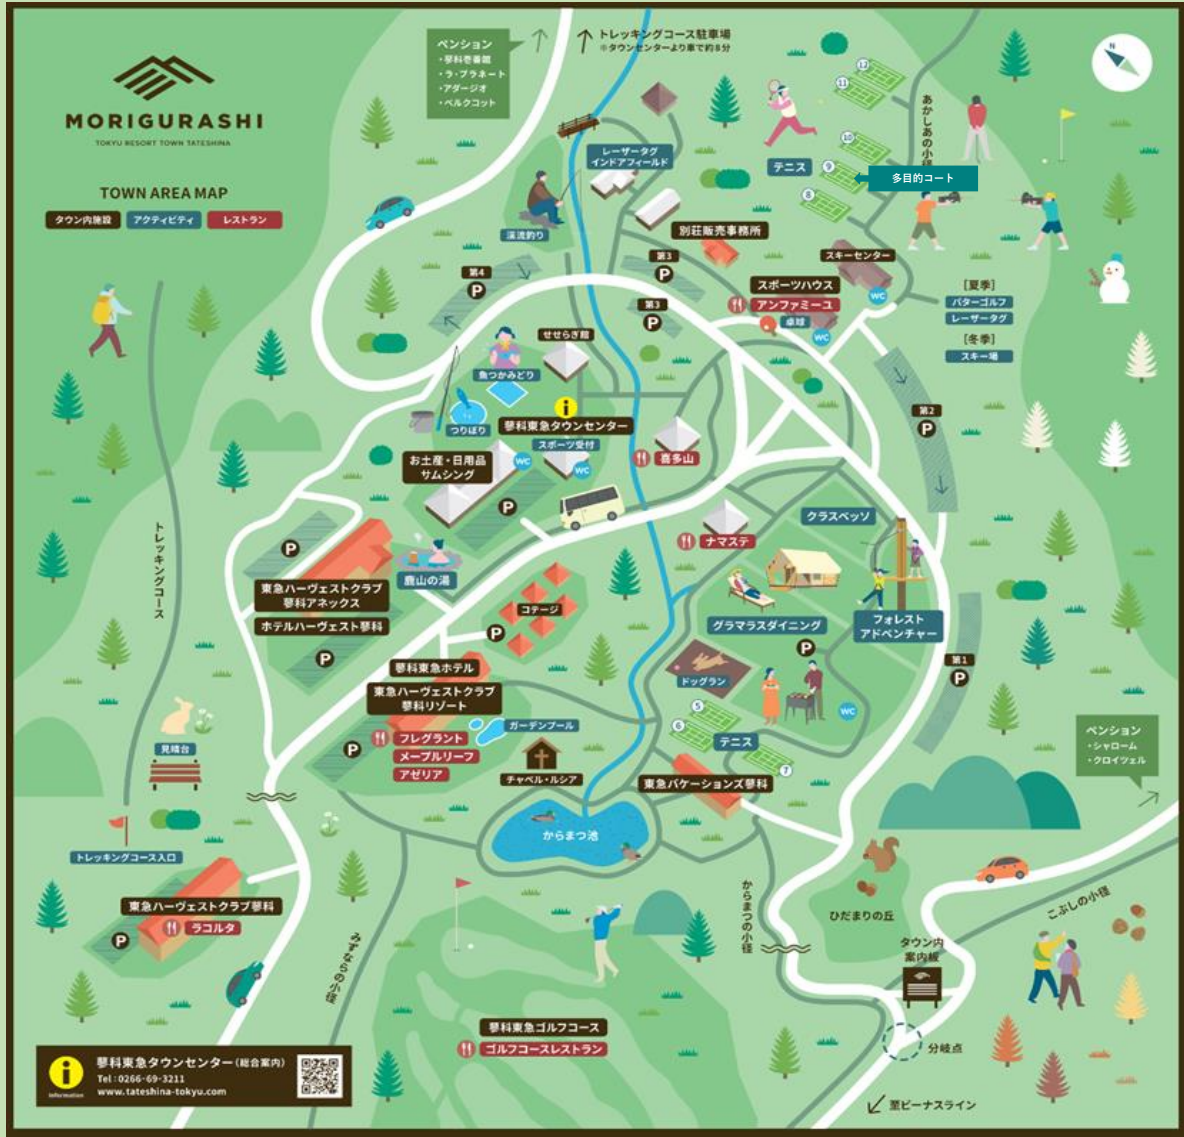 MORIGURASHI
TOKYU RESORT TOWN TATESHINA
TOWN AREA MAP
タウン内施設
アクティビティ
レストラン
ペンション
・蓼科壱番館
・ラ・プラネート
・アダージオ
・ベルクコット
トレッキングコース駐車場
※タウンセンターより車で約8分
N
12
11
10
9
8
あかしあの小径
テニス
多目的コート
レーザータグ
インドアフィールド
渓流釣り
別荘販売事務所
スキーセンター
第4
P
第3
P
第3
P
スポーツハウス
アンファミーユ
卓球
WC
WC
[夏季]
パターゴルフ
レーザータグ
[冬季]
スキー場
せせらぎ館
魚つかみどり
つりぼり
i
蓼科東急タウンセンター
スポーツ受付
WC
WC
お土産・日用品
サムシング
P
喜多山
第2
P
クラスベッソ
ナマステ
トレッキングコース
P
鹿山の湯
東急ハーヴェストクラブ
蓼科アネックス
ホテルハーヴェスト蓼科
P
コテージ
P
グラマラスダイニング
P
フォレスト
アドベンチャー
ドッグラン
WC
第1
P
蓼科東急ホテル
東急ハーヴェストクラブ
蓼科リゾート
P
フレグラント
メープルリーフ
アゼリア
ガーデンプール
チャペル・ルシア
5
6
テニス
7
東急バケーションズ蓼科
見晴台
ペンション
・シャローム
・クロイツェル
からまつ池
トレッキングコース入口
東急ハーヴェストクラブ蓼科
ラコルタ
P
みずならの小径
からまつの小径
ひだまりの丘
こぶしの小径
タウン内
案内板
分岐点
蓼科東急ゴルフコース
ゴルフコースレストラン
至ビーナスライン
i
Information
蓼科東急タウンセンター(総合案内)
Tel:0266-69-3211
www.tateshina-tokyu.com